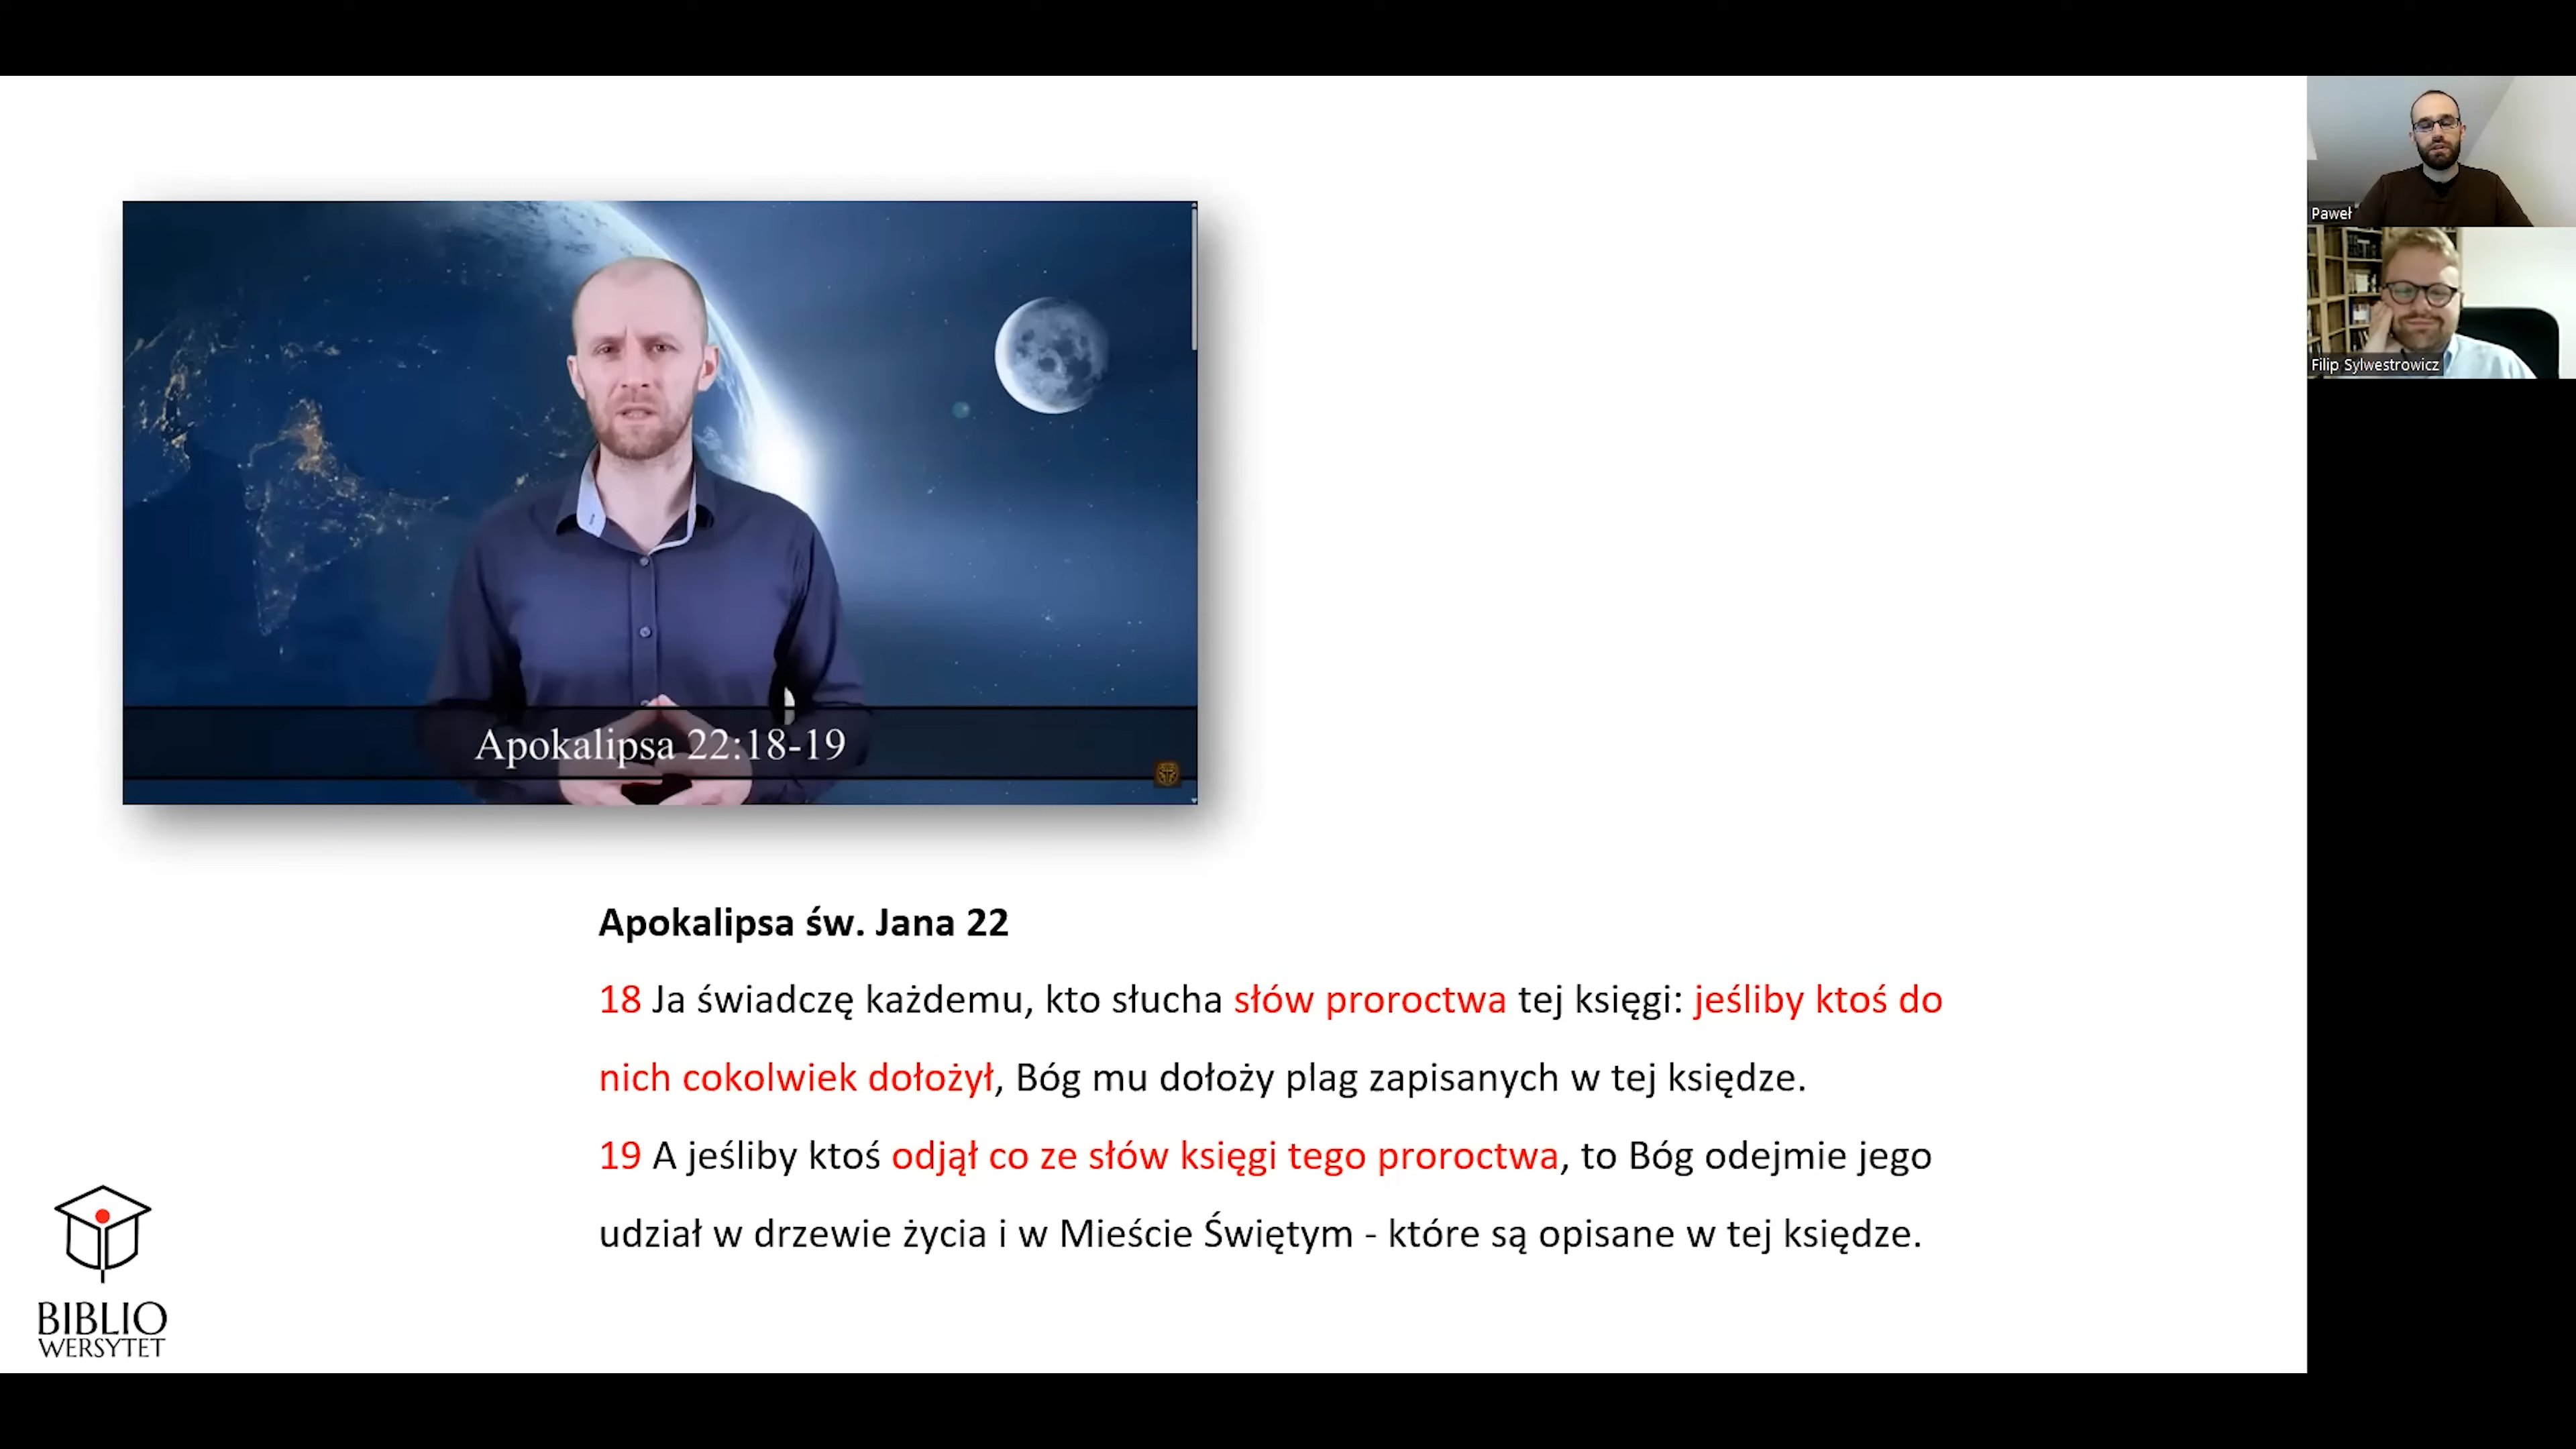 Paweł
Filip Sylwestrowicz
Apokalipsa 22:18-19
Apokalipsa św. Jana 22
18 Ja świadczę każdemu, kto słucha słów proroctwa tej księgi: jeśliby ktoś do
nich cokolwiek dołożył, Bóg mu dołoży plag zapisanych w tej księdze.
19 A jeśliby ktoś odjął co ze słów księgi tego proroctwa, to Bóg odejmie jego
udział w drzewie życia i w Mieście Świętym - które są opisane w tej księdze.
BIBLIO
WERSYTET